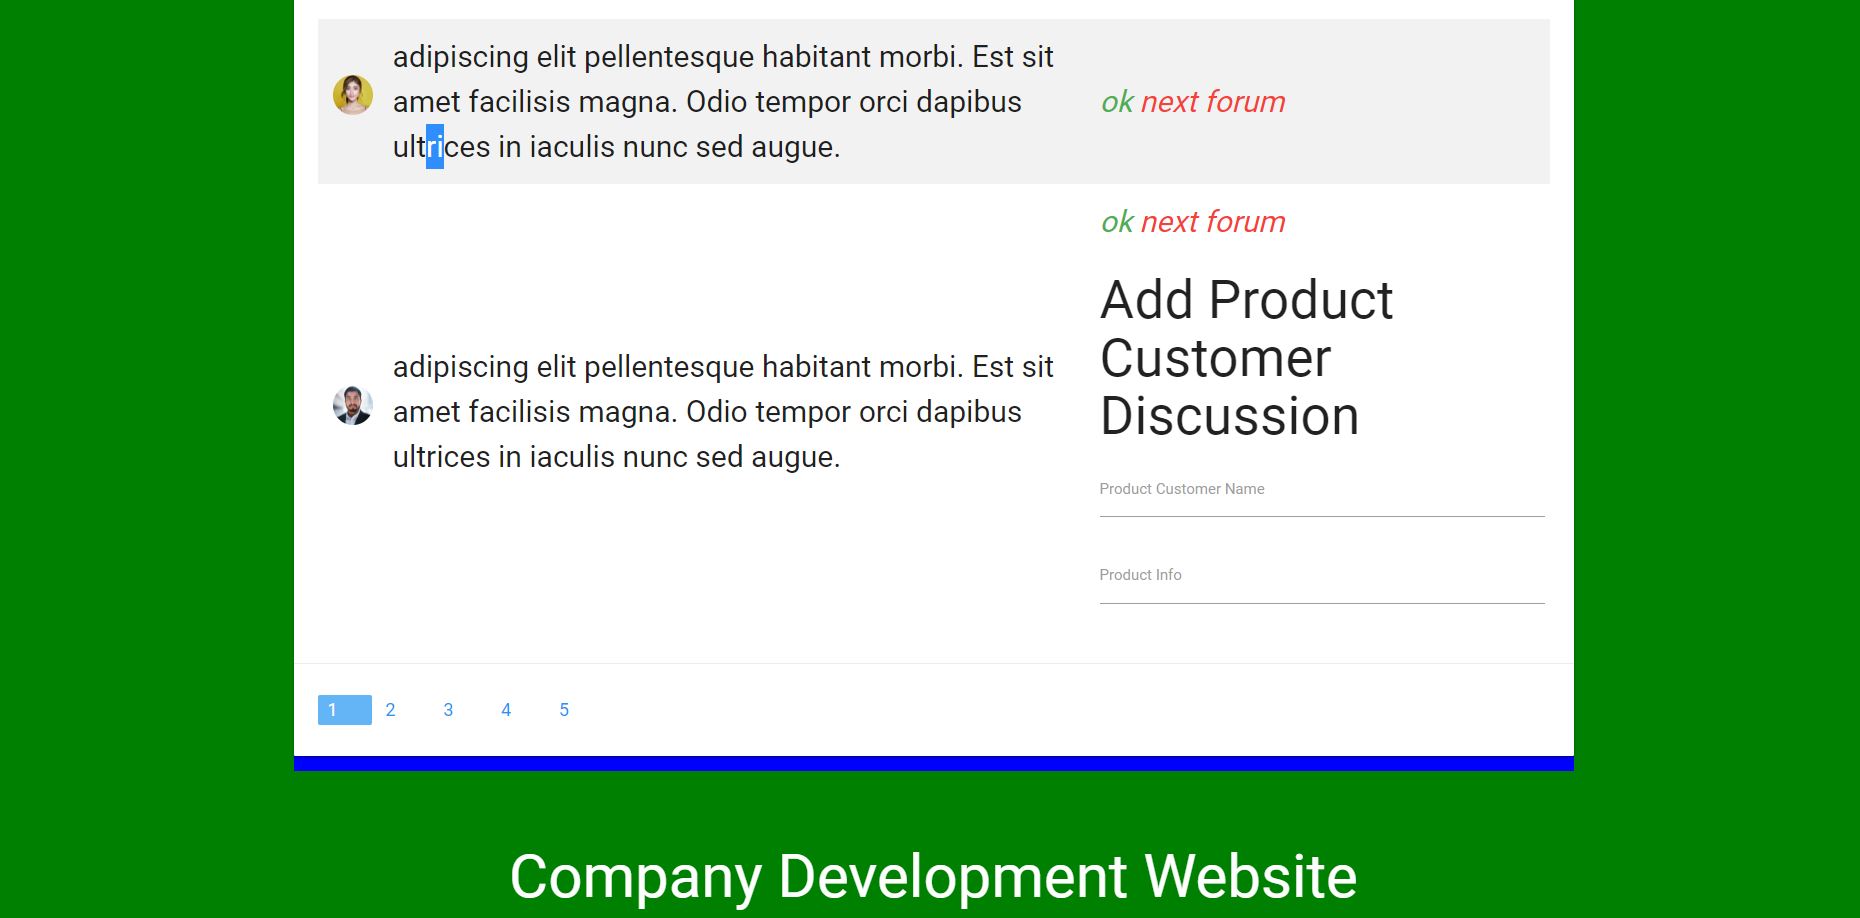 adipiscing elit pellentesque habitant morbi. Est sit
amet facilisis magna. Odio tempor orci dapibus
ultrices in iaculis nunc sed augue.
ok next forum
adipiscing elit pellentesque habitant morbi. Est sit
amet facilisis magna. Odio tempor orci dapibus
ultrices in iaculis nunc sed augue.
ok next forum
Add Product
Customer
Discussion
Product Customer Name
Product Info
1 2 3 4 5
Company Development Website